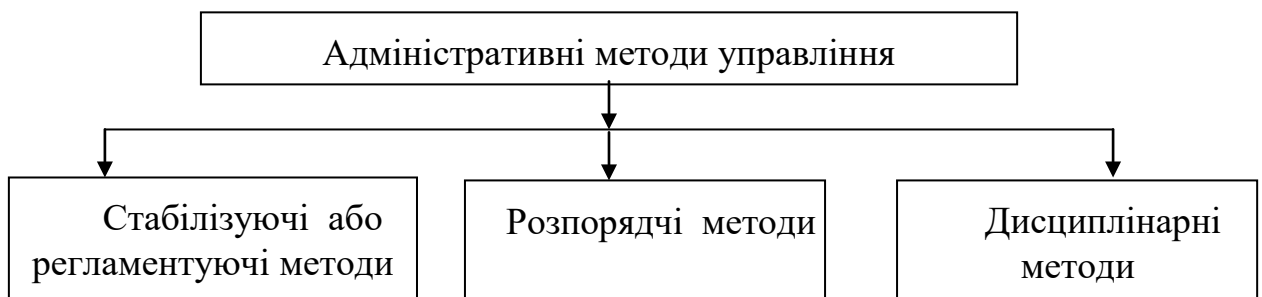 Адміністративні методи управління
Стабілізуючі або
регламентуючі методи
Розпорядчі методи
Дисциплінарні
методи